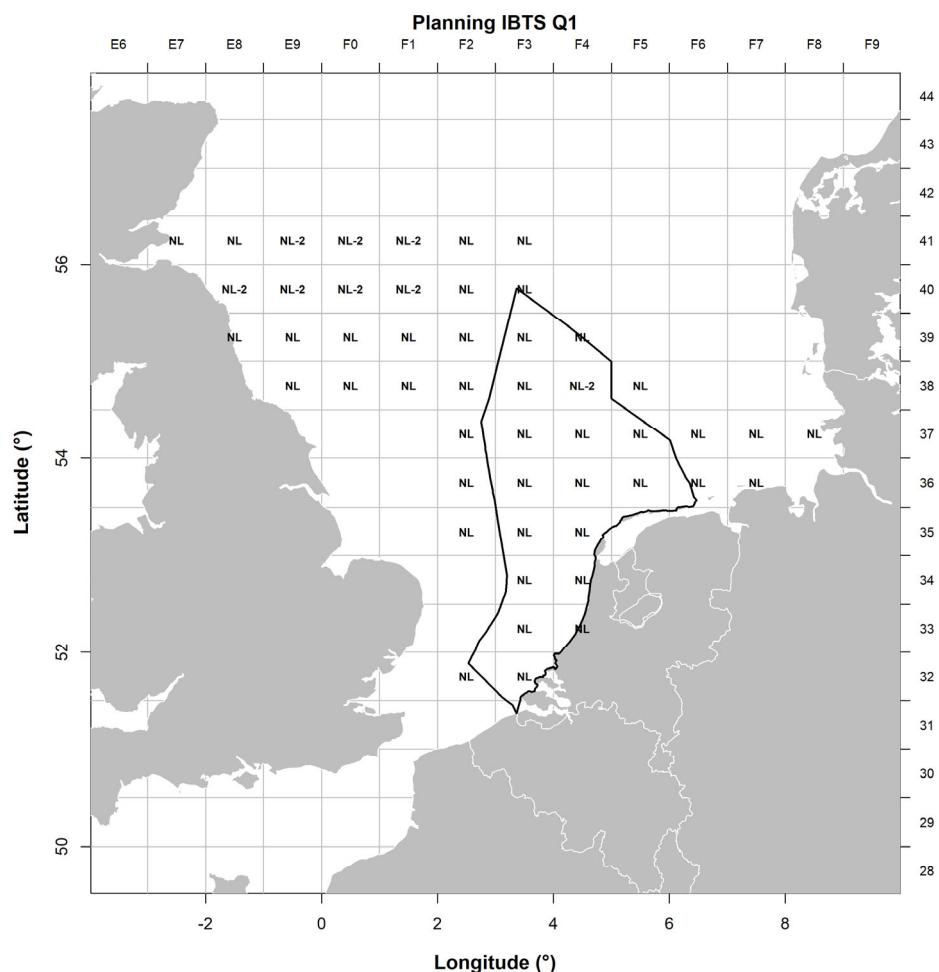 Planning IBTS Q1
E6 E7 E8 E9 F0 F1 F2 F3 F4 F5 F6 F7 F8 F9
44
43
42
NL NL NL-2 NL-2 NL-2 NL NL 41
56
NL-2 NL-2 NL-2 NL-2 NL NL 40
NL NL NL NL NL NL NL 39
NL NL NL NL NL NL-2 NL 38
NL NL NL NL NL NL NL 37
54
NL NL NL NL NL NL 36
NL NL NL 35
NL NL 34
NL NL 33
52
NL NL 32
31
30
29
50
28
Latitude (°)
-2 0 2 4 6 8
Longitude (°)